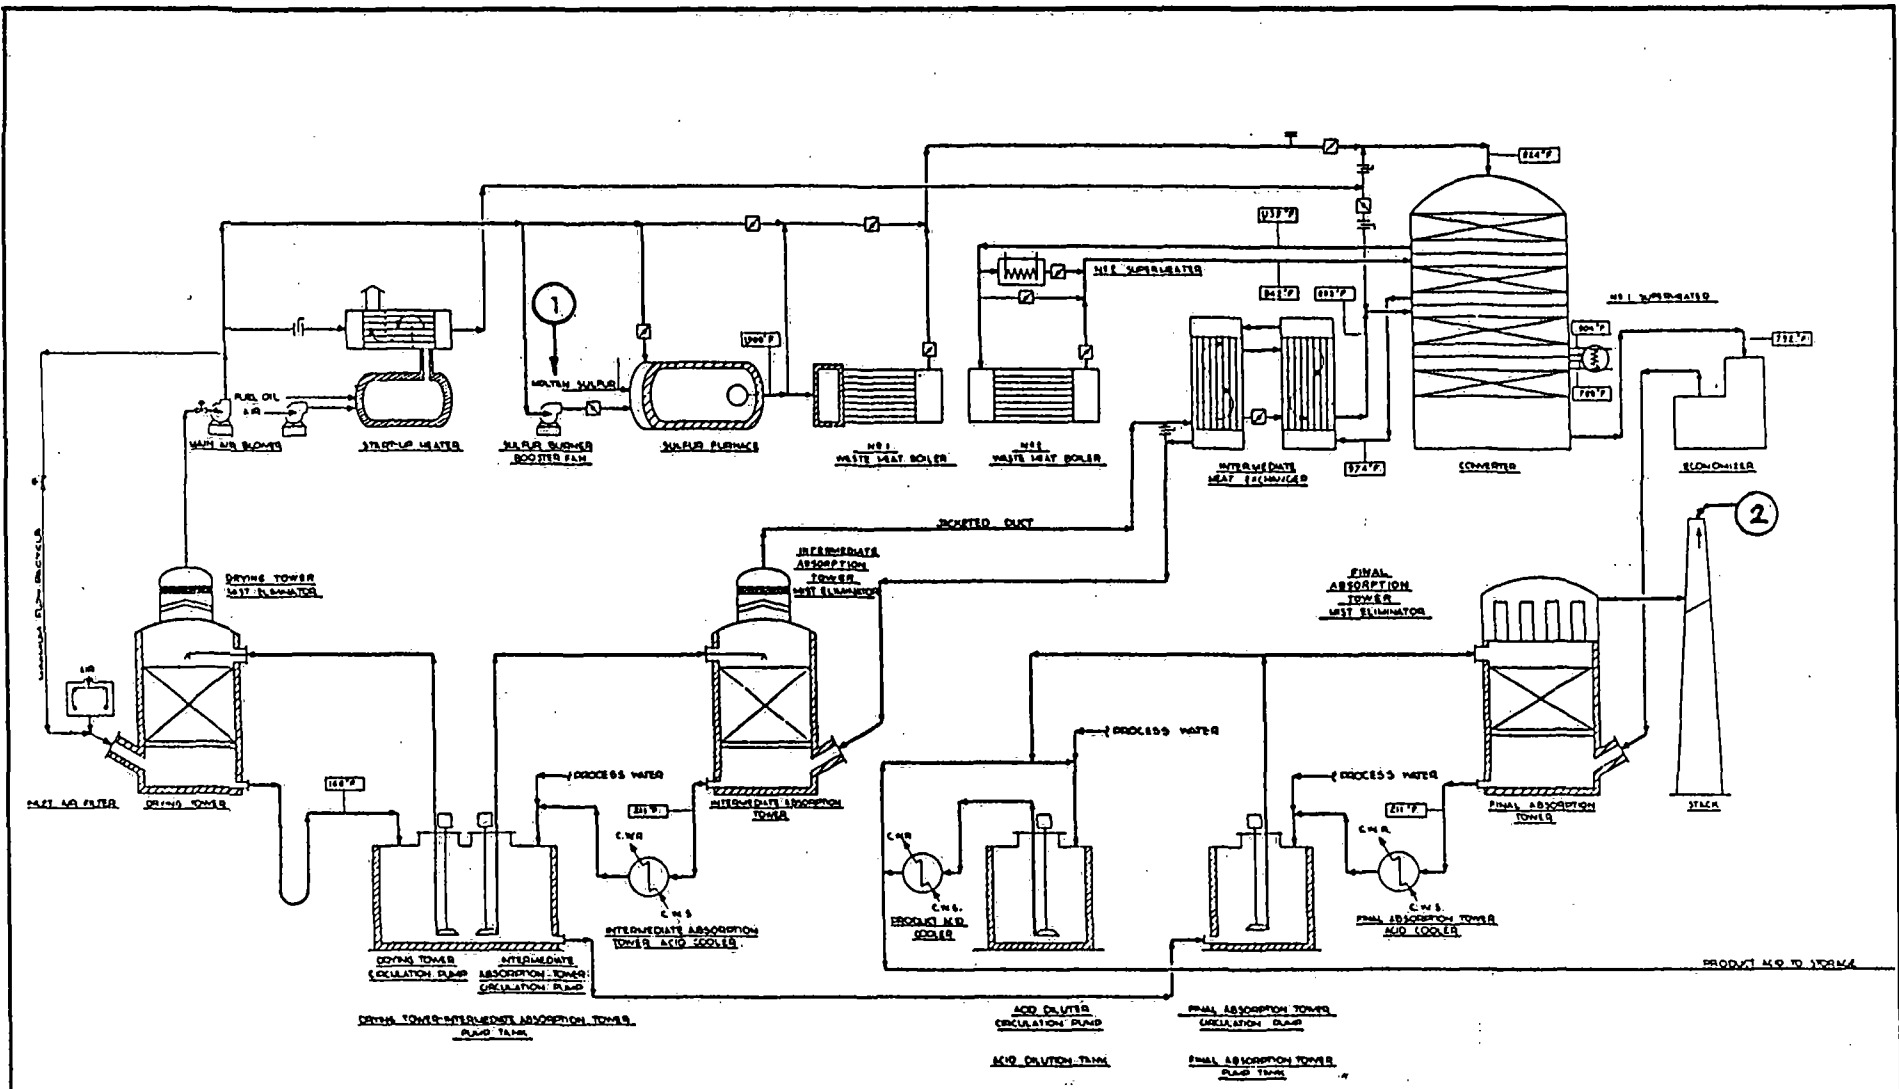 824°F
1
2
Nº 2 SUPERHEATER
Nº 1 SUPERHEATER
MOLTEN SULFUR
FUEL OIL
AIR
MAIN AIR BLOWER
START-UP HEATER
SULFUR BURNER
BOOSTER FAN
SULFUR FURNACE
Nº 1
WASTE HEAT BOILER
Nº 2
WASTE HEAT BOILER
INTERMEDIATE
HEAT EXCHANGER
974°F
CONVERTER
ECONOMIZER
JACKETED DUCT
DRYING TOWER
MIST ELIMINATOR
INTERMEDIATE
ABSORPTION
TOWER
MIST ELIMINATOR
FINAL
ABSORPTION
TOWER
MIST ELIMINATOR
AIR
INLET AIR FILTER
DRYING TOWER
PROCESS WATER
INTERMEDIATE ABSORPTION
TOWER
PROCESS WATER
PROCESS WATER
FINAL ABSORPTION
TOWER
STACK
C.W.R.
C.W.S.
INTERMEDIATE ABSORPTION
TOWER ACID COOLER
C.W.R.
C.W.S.
PRODUCT ACID
COOLER
C.W.R.
C.W.S.
FINAL ABSORPTION TOWER
ACID COOLER
DRYING TOWER
CIRCULATION PUMP
INTERMEDIATE
ABSORPTION TOWER
CIRCULATION PUMP
DRYING TOWER-INTERMEDIATE ABSORPTION TOWER
PUMP TANK
ACID DILUTER
CIRCULATION PUMP
ACID DILUTION TANK
FINAL ABSORPTION TOWER
CIRCULATION PUMP
FINAL ABSORPTION TOWER
PUMP TANK
PRODUCT ACID TO STORAGE